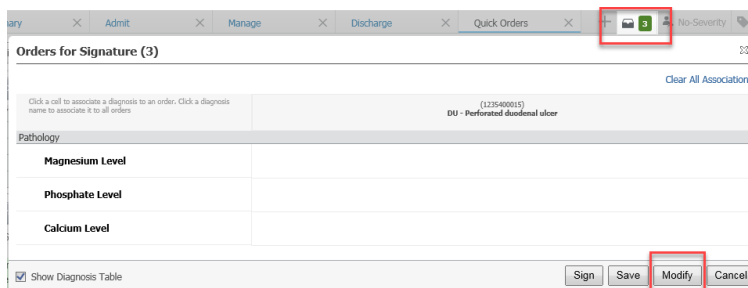 ary Admit Manage Discharge Quick Orders 3 No-Severity
Orders for Signature (3)
Clear All Association
Click a cell to associate a diagnosis to an order. Click a diagnosis
name to associate it to all orders
(1235400015)
DU - Perforated duodenal ulcer
Pathology
Magnesium Level
Phosphate Level
Calcium Level
Show Diagnosis Table Sign Save Modify Cancel